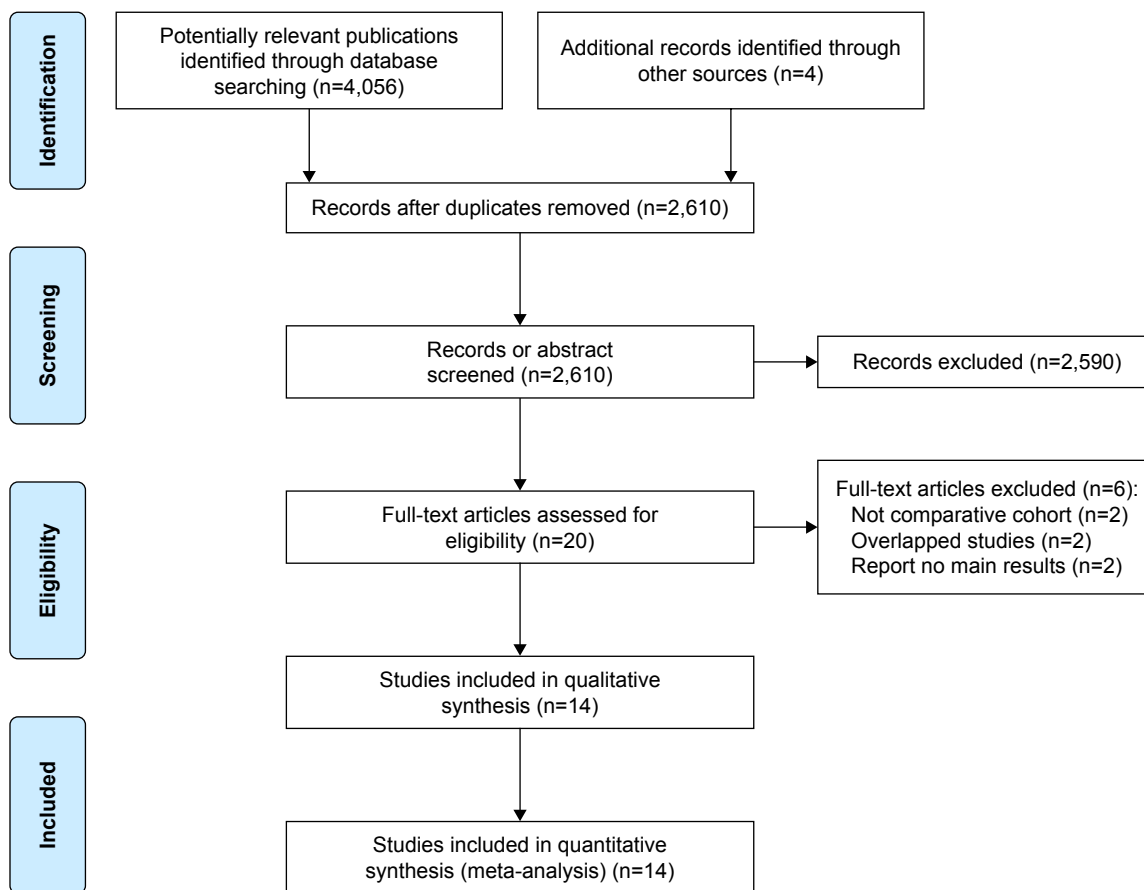 Identification
Potentially relevant publications
identified through database
searching (n=4,056)
Additional records identified through
other sources (n=4)
Records after duplicates removed (n=2,610)
Screening
Records or abstract
screened (n=2,610)
Records excluded (n=2,590)
Eligibility
Full-text articles assessed for
eligibility (n=20)
Full-text articles excluded (n=6):
Not comparative cohort (n=2)
Overlapped studies (n=2)
Report no main results (n=2)
Studies included in qualitative
synthesis (n=14)
Included
Studies included in quantitative
synthesis (meta-analysis) (n=14)